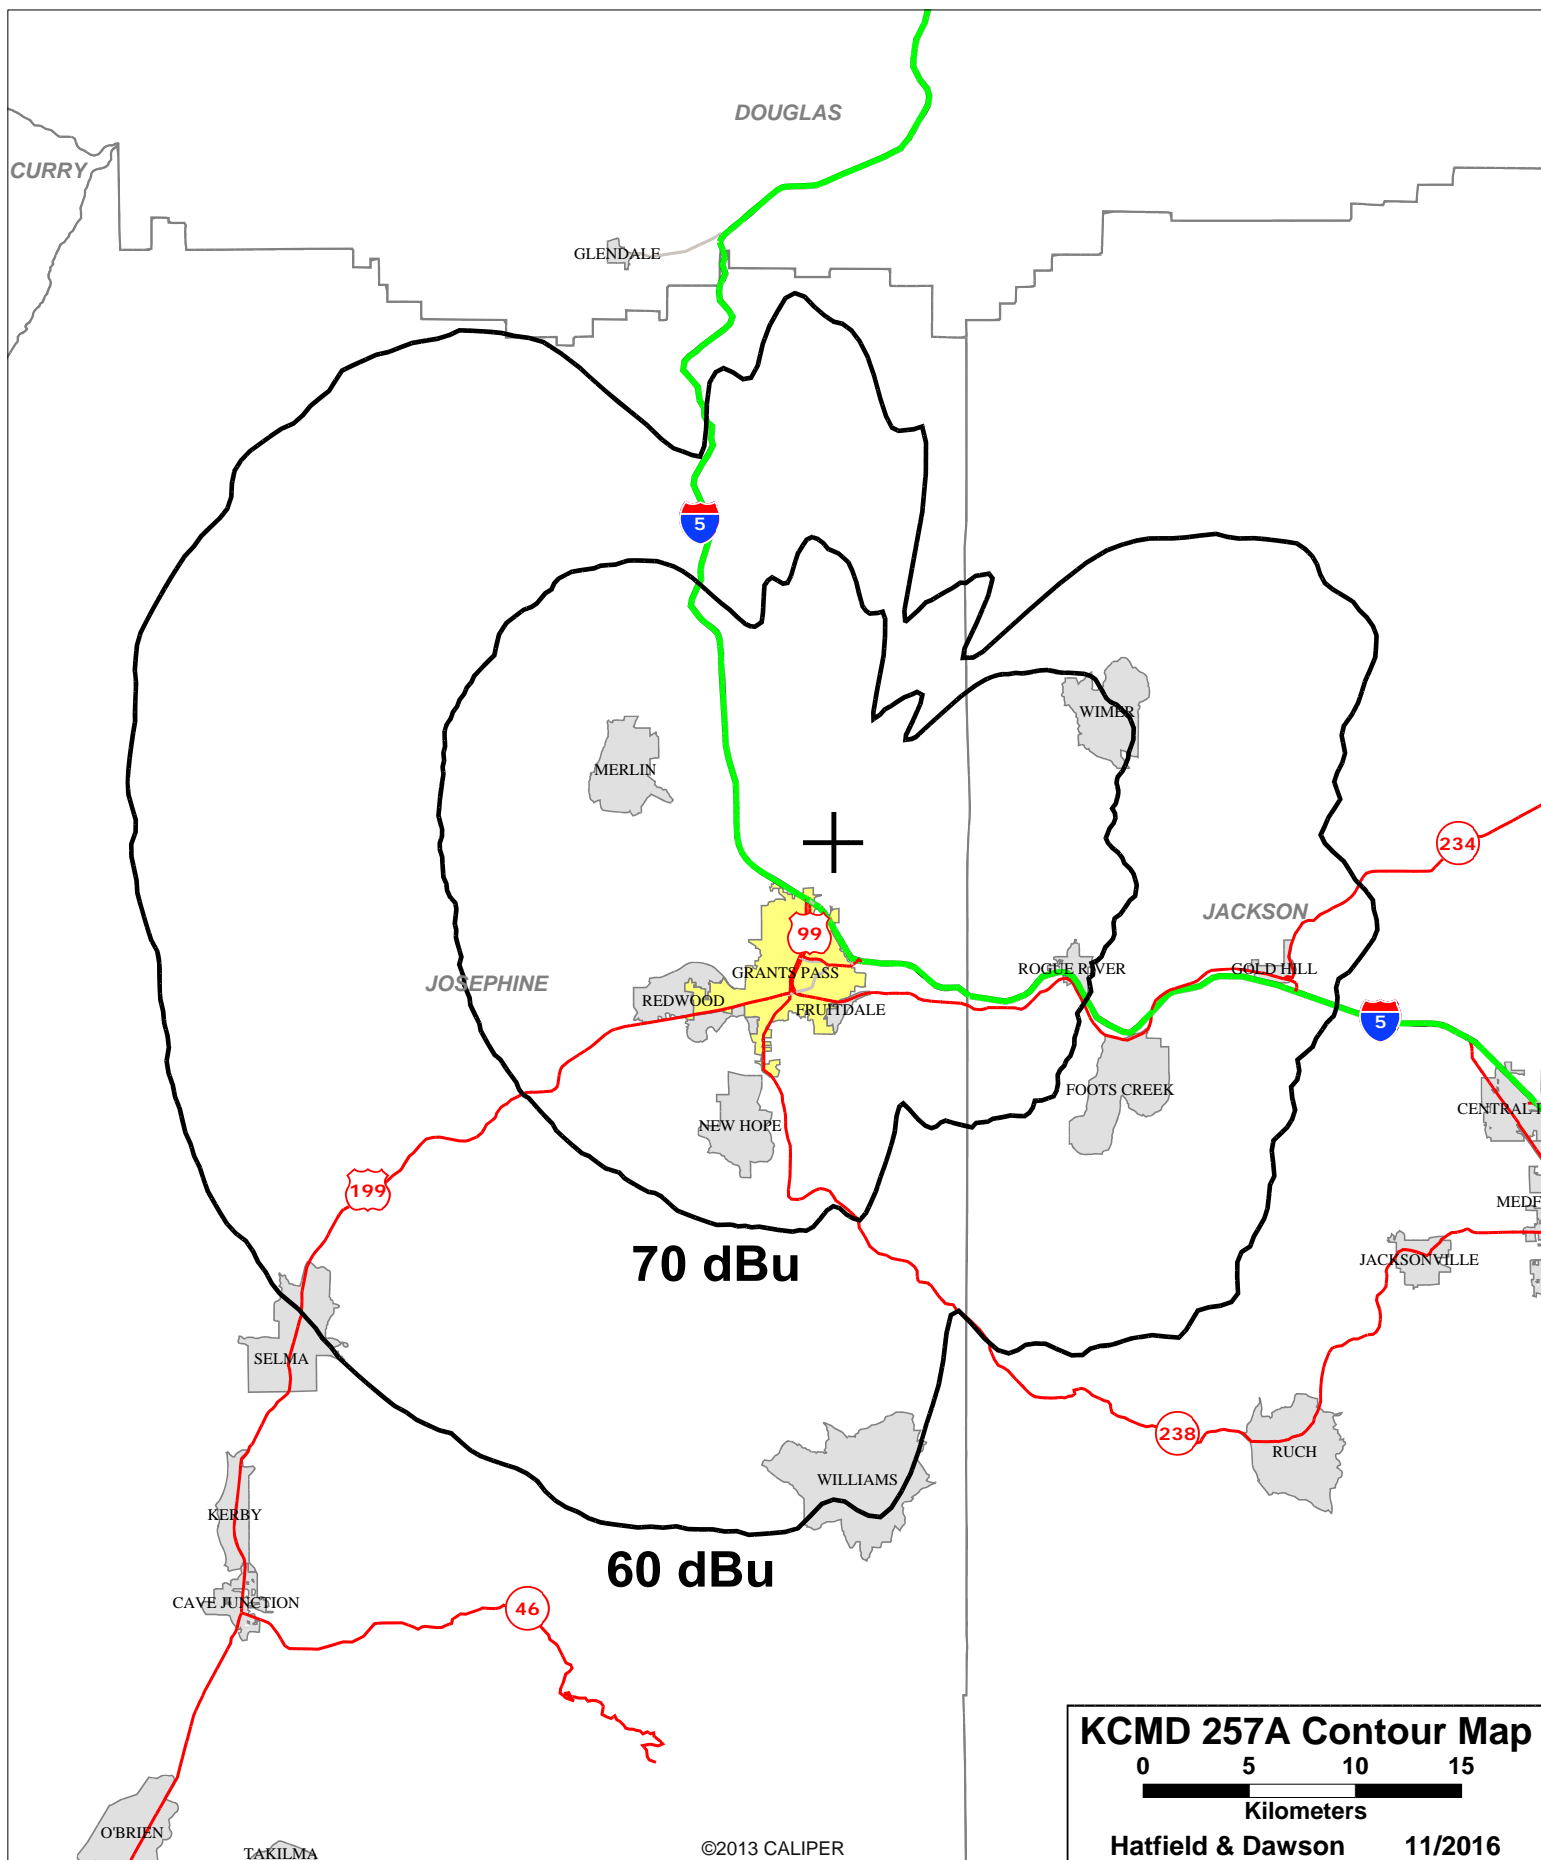 DOUGLAS
CURRY
GLENDALE
5
WIMER
MERLIN
234
JACKSON
99
GRANTS PASS
ROGUE RIVER
GOLD HILL
JOSEPHINE
REDWOOD
FRUITDALE
5
FOOTS CREEK
CENTRAL
NEW HOPE
199
70 dBu
JACKSONVILLE
SELMA
238
RUCH
WILLIAMS
KERBY
60 dBu
CAVE JUNCTION
46
KCMD 257A Contour Map
0 5 10 15
Kilometers
O'BRIEN
Hatfield & Dawson 11/2016
©2013 CALIPER
TAKILMA